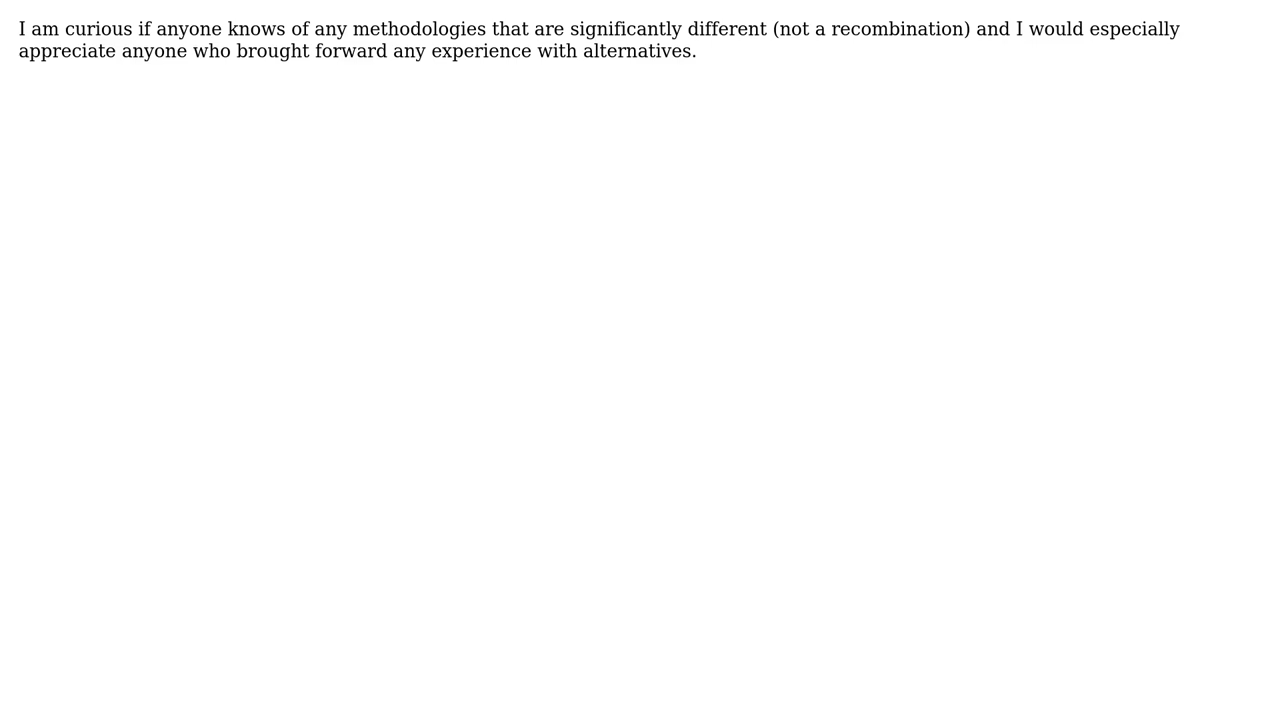 I am curious if anyone knows of any methodologies that are significantly different (not a recombination) and I would especially
appreciate anyone who brought forward any experience with alternatives.